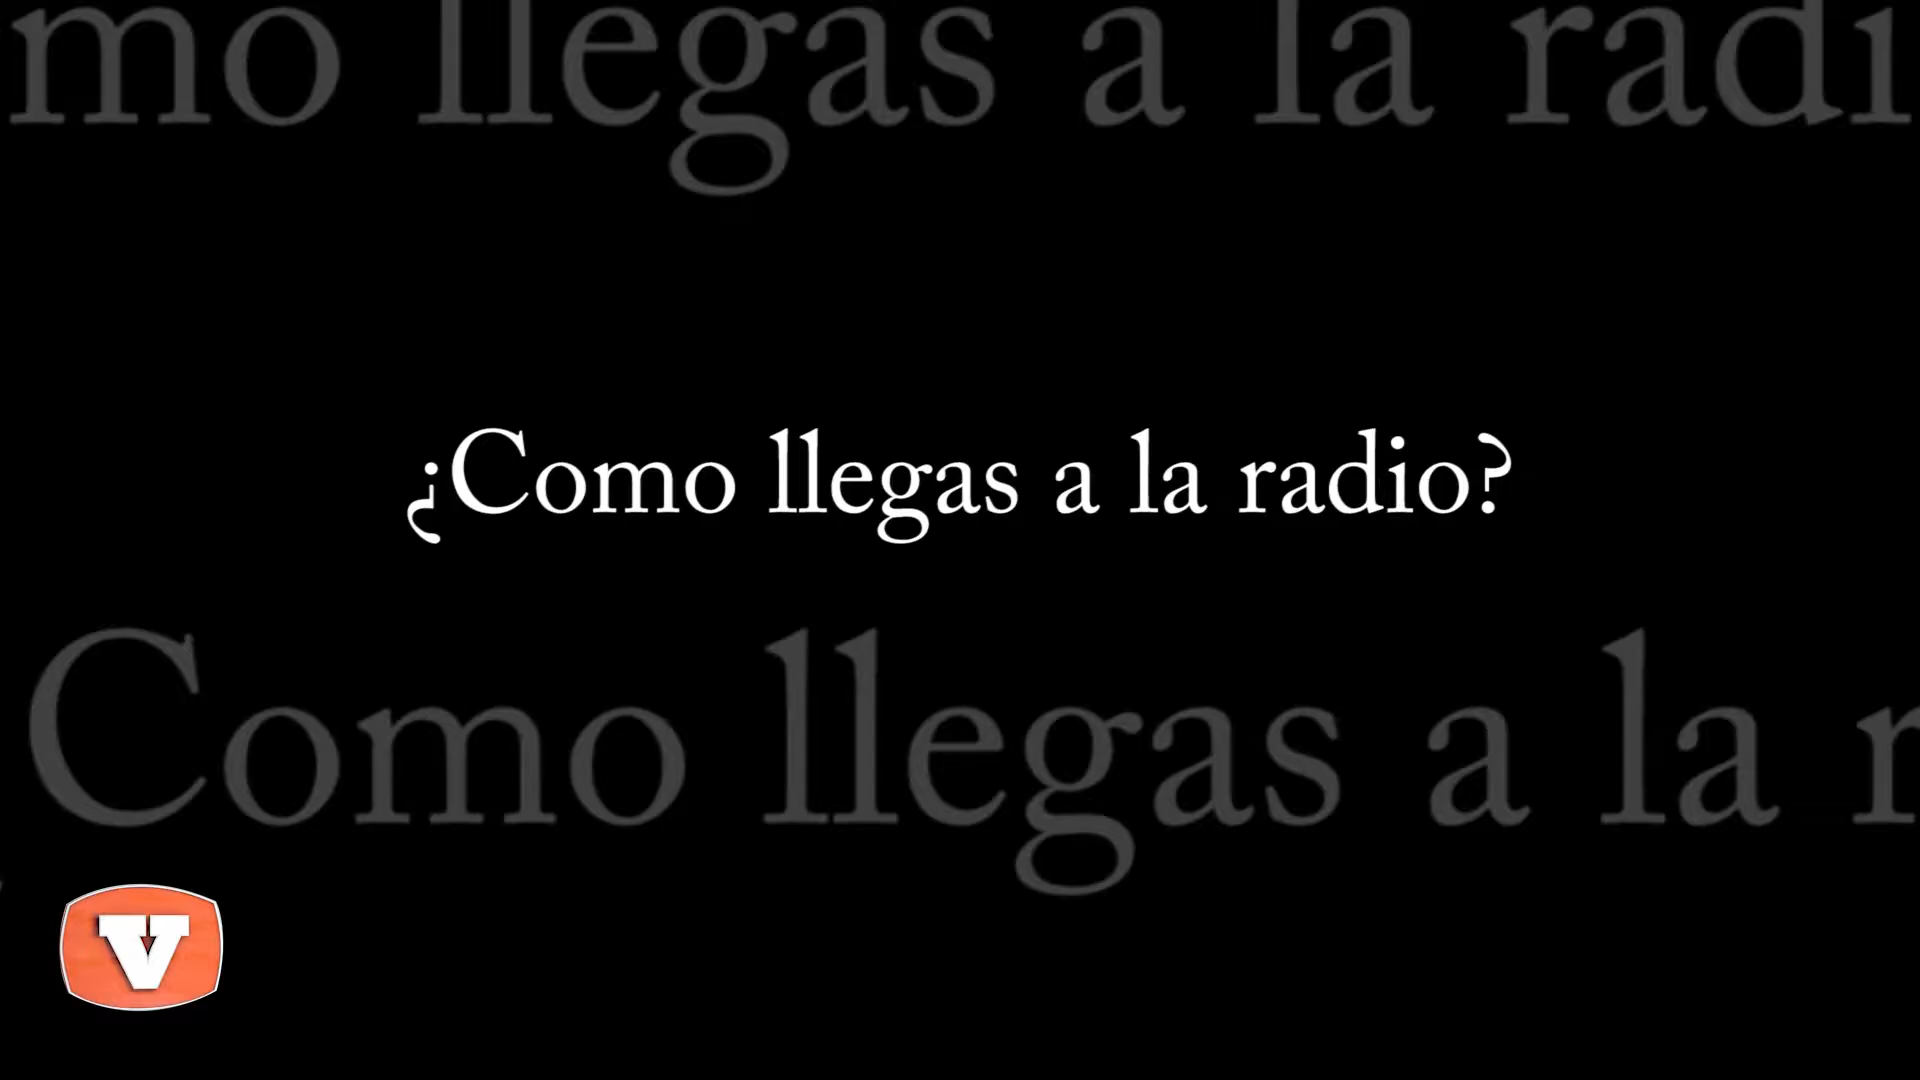 mo llegas a la radi
¿Como llegas a la radio?
Como llegas a la r
V